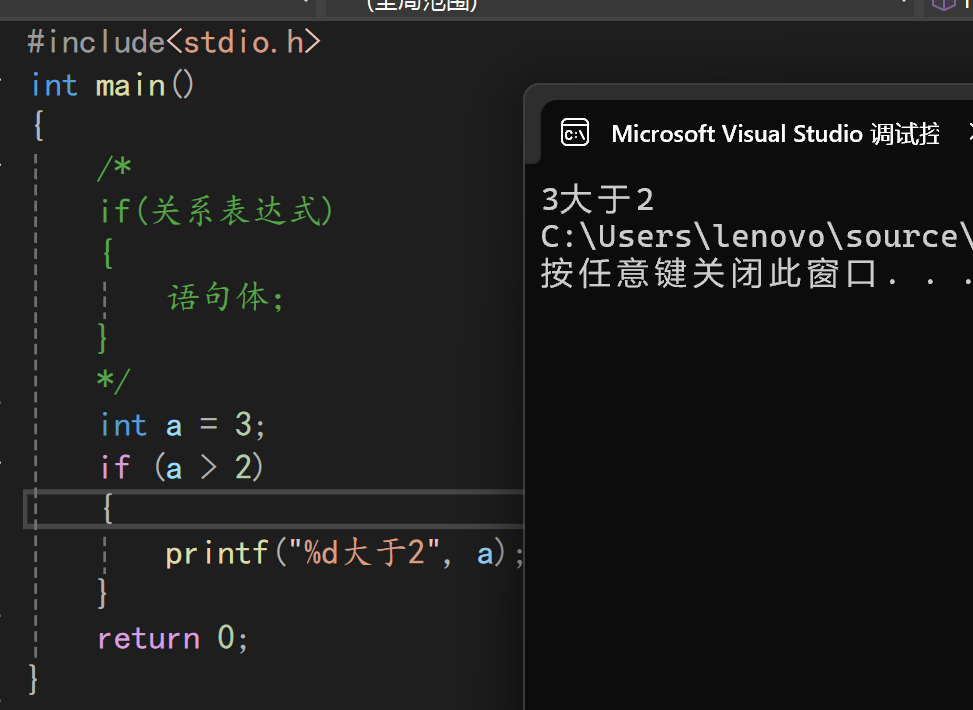 (全局范围)
#include<stdio.h>
int main()
{
/*
if(关系表达式)
{
语句体;
}
*/
int a = 3;
if (a > 2)
{
printf("%d大于2", a);
}
return 0;
}
Microsoft Visual Studio 调试控
3大于2
C:\Users\lenovo\source\
按任意键关闭此窗口. . .